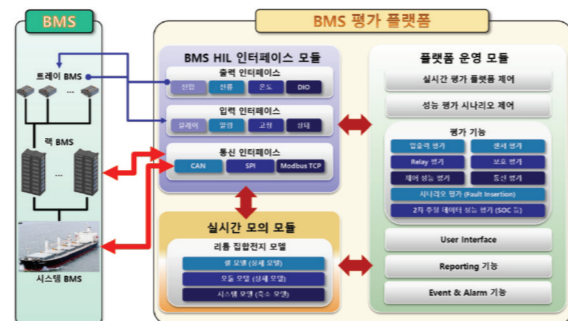 BMS
트레이 BMS
...
랙 BMS
...
시스템 BMS
BMS 평가 플랫폼
BMS HIL 인터페이스 모듈
출력 인터페이스
전압
전류
온도
DIO
입력 인터페이스
릴레이
밸랑
고장
상태
통신 인터페이스
CAN
SPI
Modbus TCP
실시간 모의 모듈
리튬 집합전지 모델
셀 모델 (상세 모델)
모듈 모델 (상세 모델)
시스템 모델 (축소 모델)
플랫폼 운영 모듈
실시간 평가 플랫폼 제어
성능 평가 시나리오 제어
평가 기능
입출력 평가
센싱 평가
Relay 평가
보호 평가
제어 성능 평가
통신 평가
시나리오 평가 (Fault Insertion)
2차 추정 데이터 성능 평가 (SOC 등)
User Interface
Reporting 기능
Event & Alarm 기능